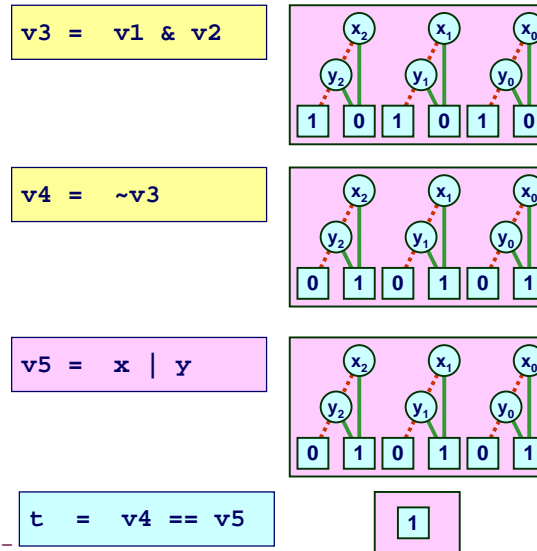 v3 = v1 & v2
x2 x1 x0
y2 y1 y0
1 0 1 0 1 0
v4 = ~v3
x2 x1 x0
y2 y1 y0
0 1 0 1 0 1
v5 = x | y
x2 x1 x0
y2 y1 y0
0 1 0 1 0 1
t = v4 == v5
1